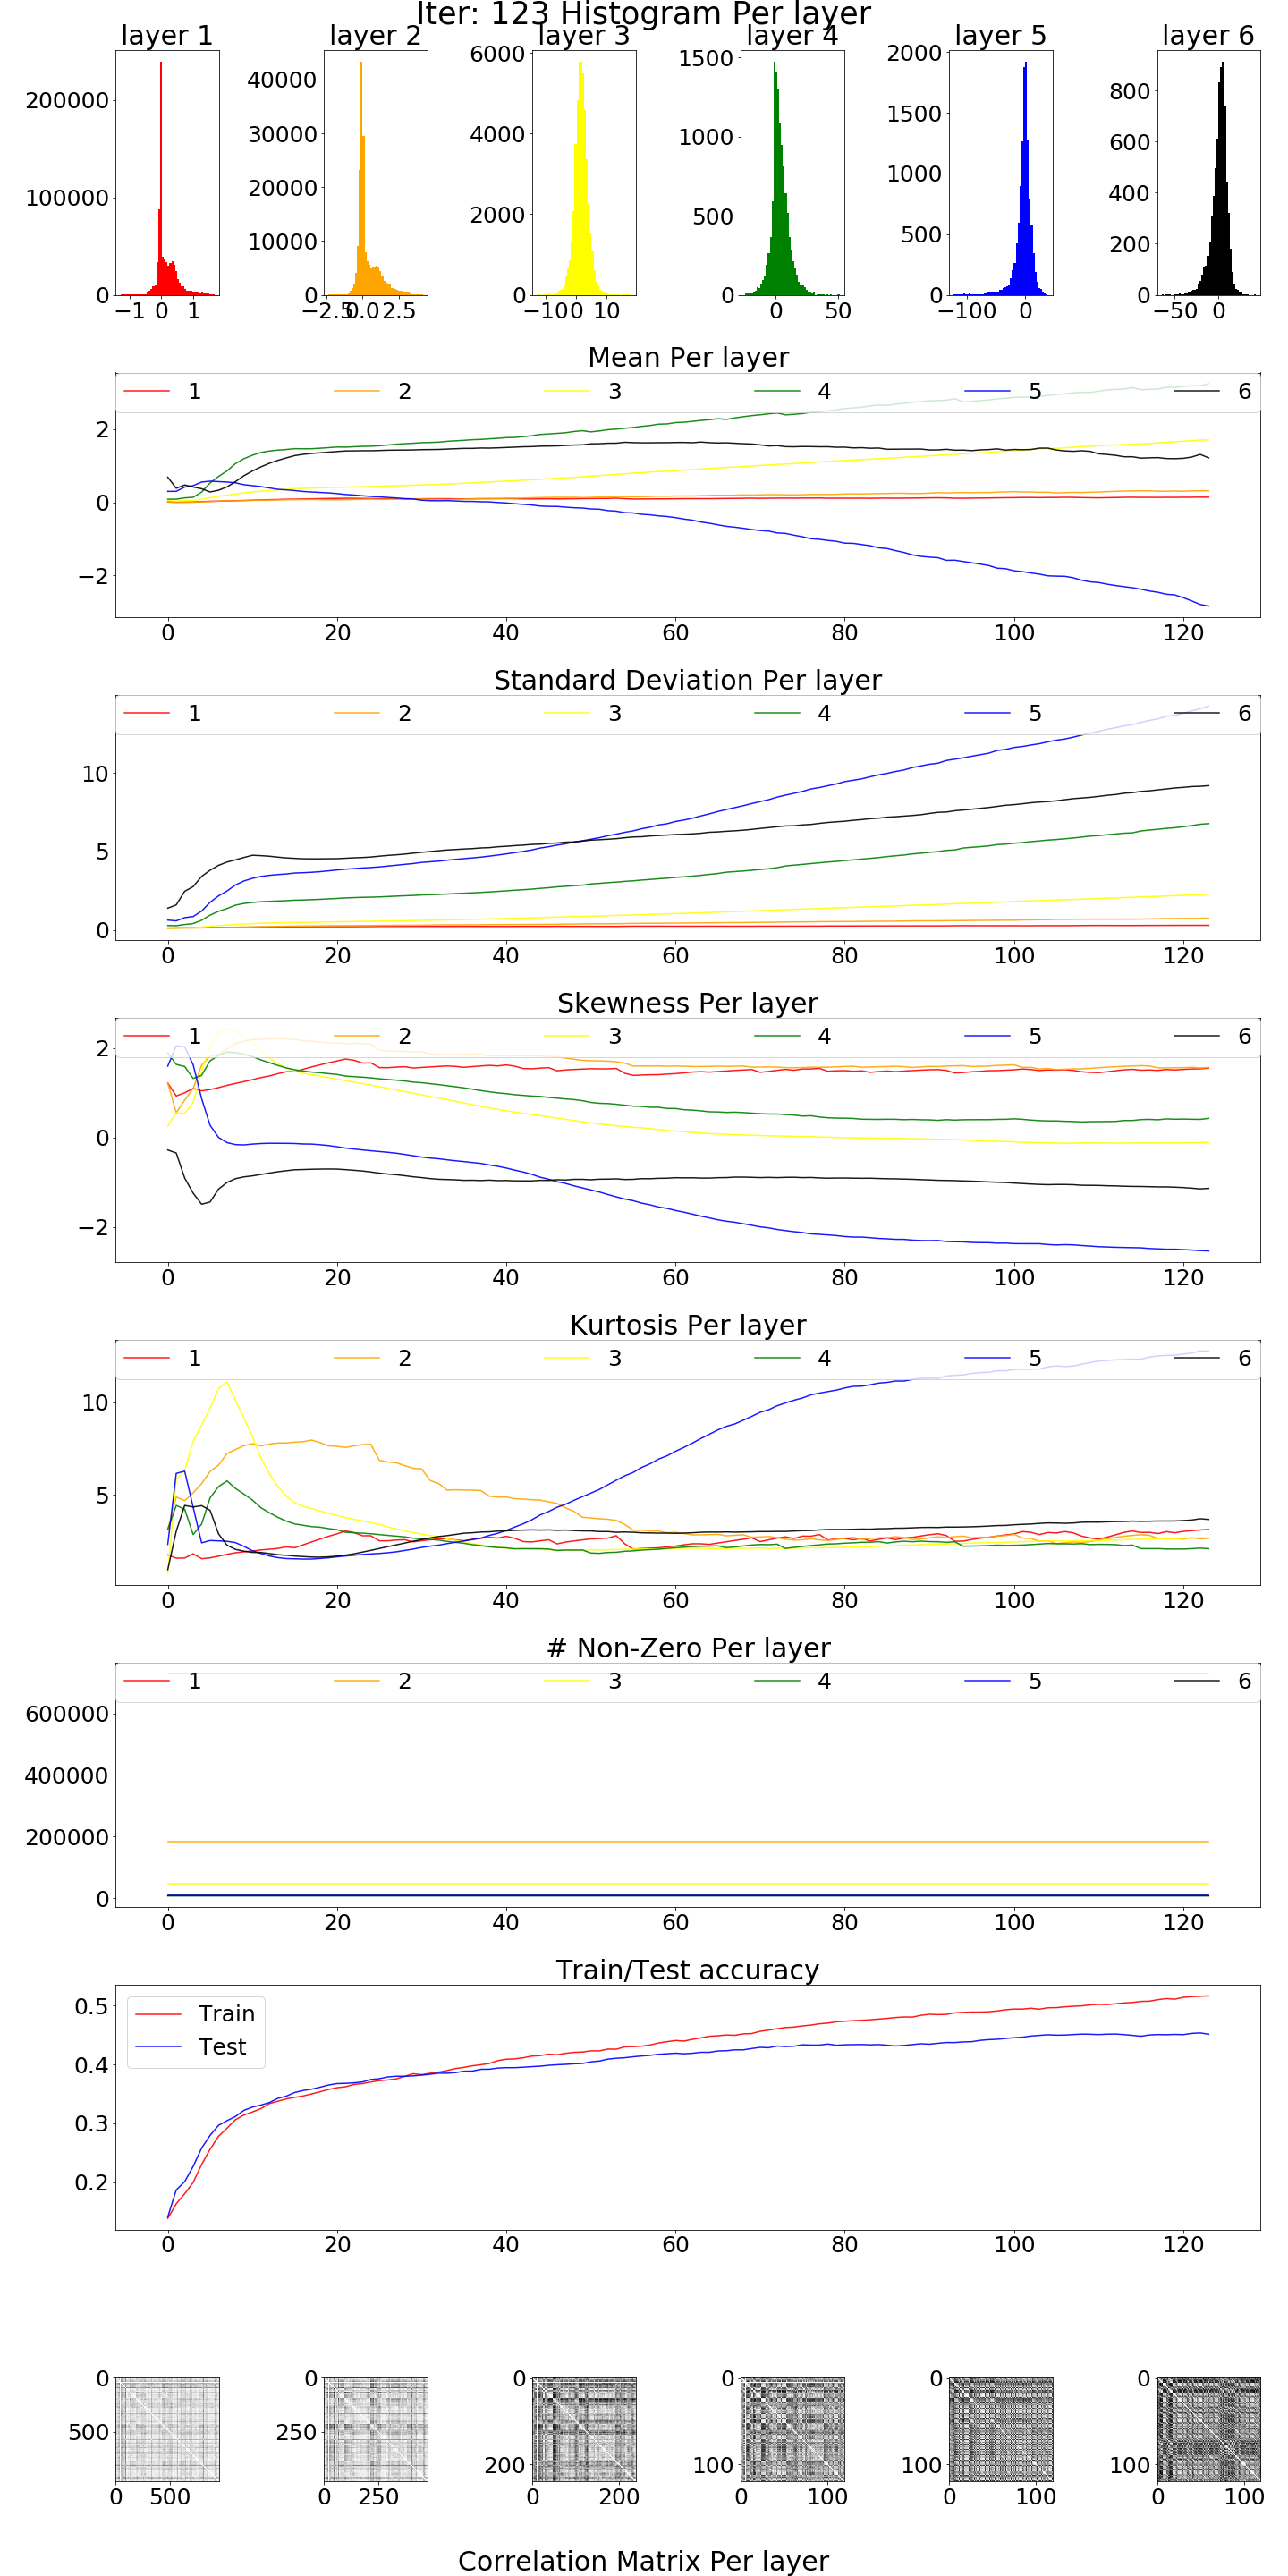 Iter: 123 Histogram Per layer
layer 1 layer 2 layer 3 layer 4 layer 5 layer 6
200000
100000
0
−1 0 1
40000
30000
20000
10000
0
−2.5 0.0 2.5
6000
4000
2000
0
−10 0 10
1500
1000
500
0
0 50
2000
1500
1000
500
0
−100 0
800
600
400
200
0
−50 0
Mean Per layer
1 2 3 4 5 6
2
0
−2
0 20 40 60 80 100 120
Standard Deviation Per layer
1 2 3 4 5 6
10
5
0
0 20 40 60 80 100 120
Skewness Per layer
1 2 3 4 5 6
2
0
−2
0 20 40 60 80 100 120
Kurtosis Per layer
1 2 3 4 5 6
10
5
0 20 40 60 80 100 120
# Non-Zero Per layer
1 2 3 4 5 6
600000
400000
200000
0
0 20 40 60 80 100 120
Train/Test accuracy
Train
Test
0.5
0.4
0.3
0.2
0 20 40 60 80 100 120
0
500
0 500
0
250
0 250
0
200
0 200
0
100
0 100
0
100
0 100
0
100
0 100
Correlation Matrix Per layer